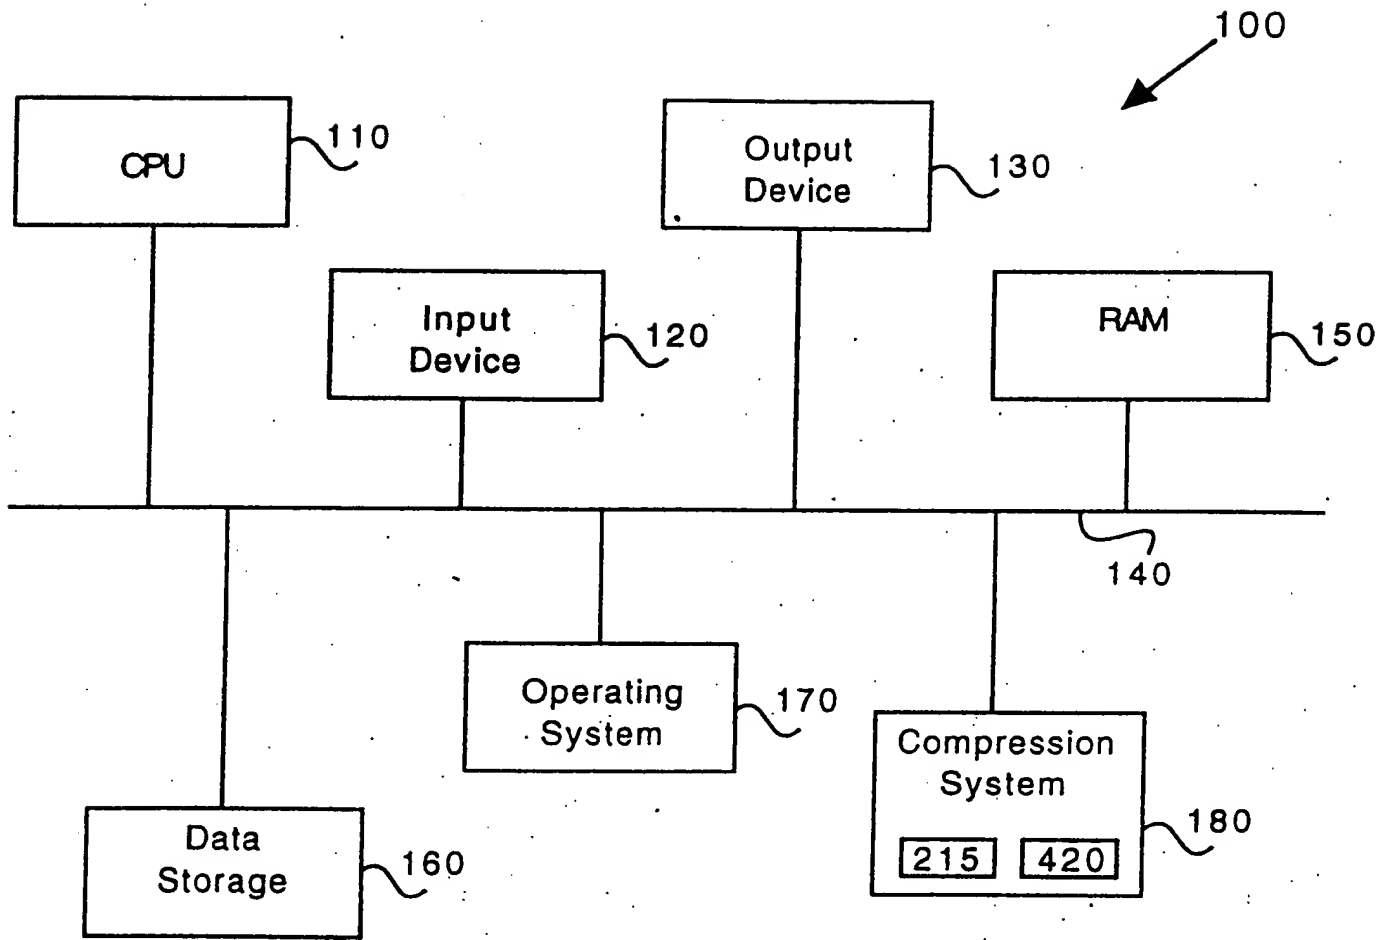 100
CPU
110
Output
Device
130
Input
Device
120
RAM
150
140
Operating
System
170
Compression
System
215
420
180
Data
Storage
160